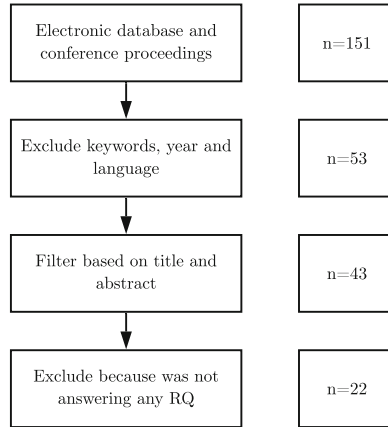 Electronic database and
conference proceedings
n=151
Exclude keywords, year and
language
n=53
Filter based on title and
abstract
n=43
Exclude because was not
answering any RQ
n=22